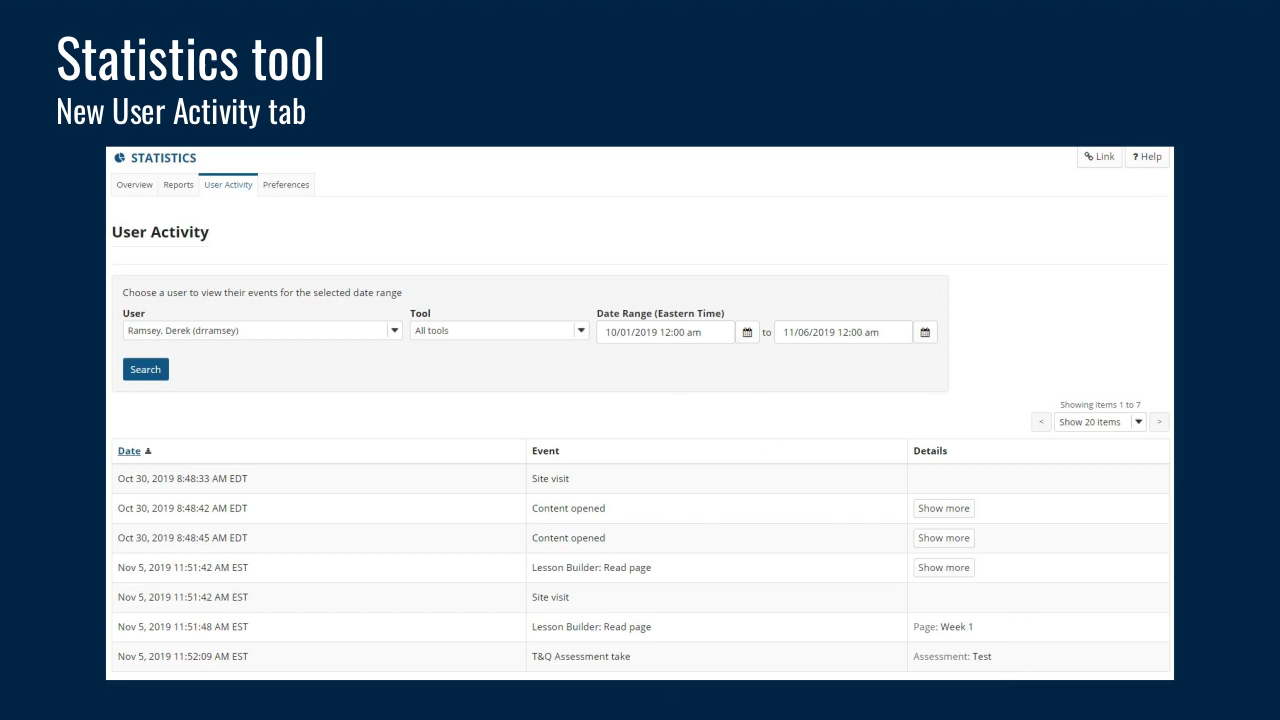 Statistics tool
New User Activity tab
STATISTICS
Link
? Help
Overview Reports User Activity Preferences
User Activity
Choose a user to view their events for the selected date range
User Tool Date Range (Eastern Time)
Ramsey, Derek (drramsey) All tools 10/01/2019 12:00 am to 11/06/2019 12:00 am
Search
Showing items 1 to 7
< Show 20 items >
Date Event Details
Oct 30, 2019 8:48:33 AM EDT Site visit
Oct 30, 2019 8:48:42 AM EDT Content opened Show more
Oct 30, 2019 8:48:45 AM EDT Content opened Show more
Nov 5, 2019 11:51:42 AM EST Lesson Builder: Read page Show more
Nov 5, 2019 11:51:42 AM EST Site visit
Nov 5, 2019 11:51:48 AM EST Lesson Builder: Read page Page: Week 1
Nov 5, 2019 11:52:09 AM EST T&Q Assessment take Assessment: Test